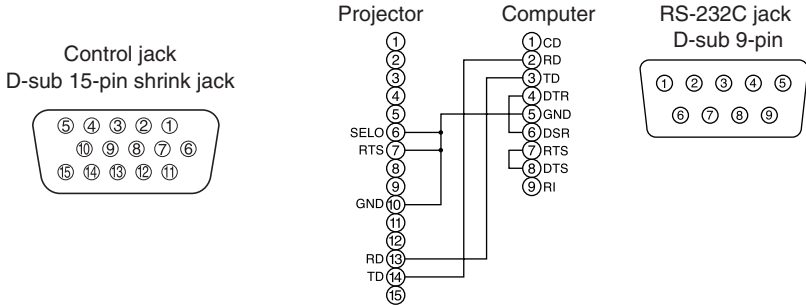 Control jack
D-sub 15-pin shrink jack
⑤ ④ ③ ② ①
⑩ ⑨ ⑧ ⑦ ⑥
⑮ ⑭ ⑬ ⑫ ⑪
Projector
①
②
③
④
⑤
SELO ⑥
RTS ⑦
⑧
⑨
GND ⑩
⑪
⑫
RD ⑬
TD ⑭
⑮
Computer
① CD
② RD
③ TD
④ DTR
⑤ GND
⑥ DSR
⑦ RTS
⑧ DTS
⑨ RI
RS-232C jack
D-sub 9-pin
① ② ③ ④ ⑤
⑥ ⑦ ⑧ ⑨